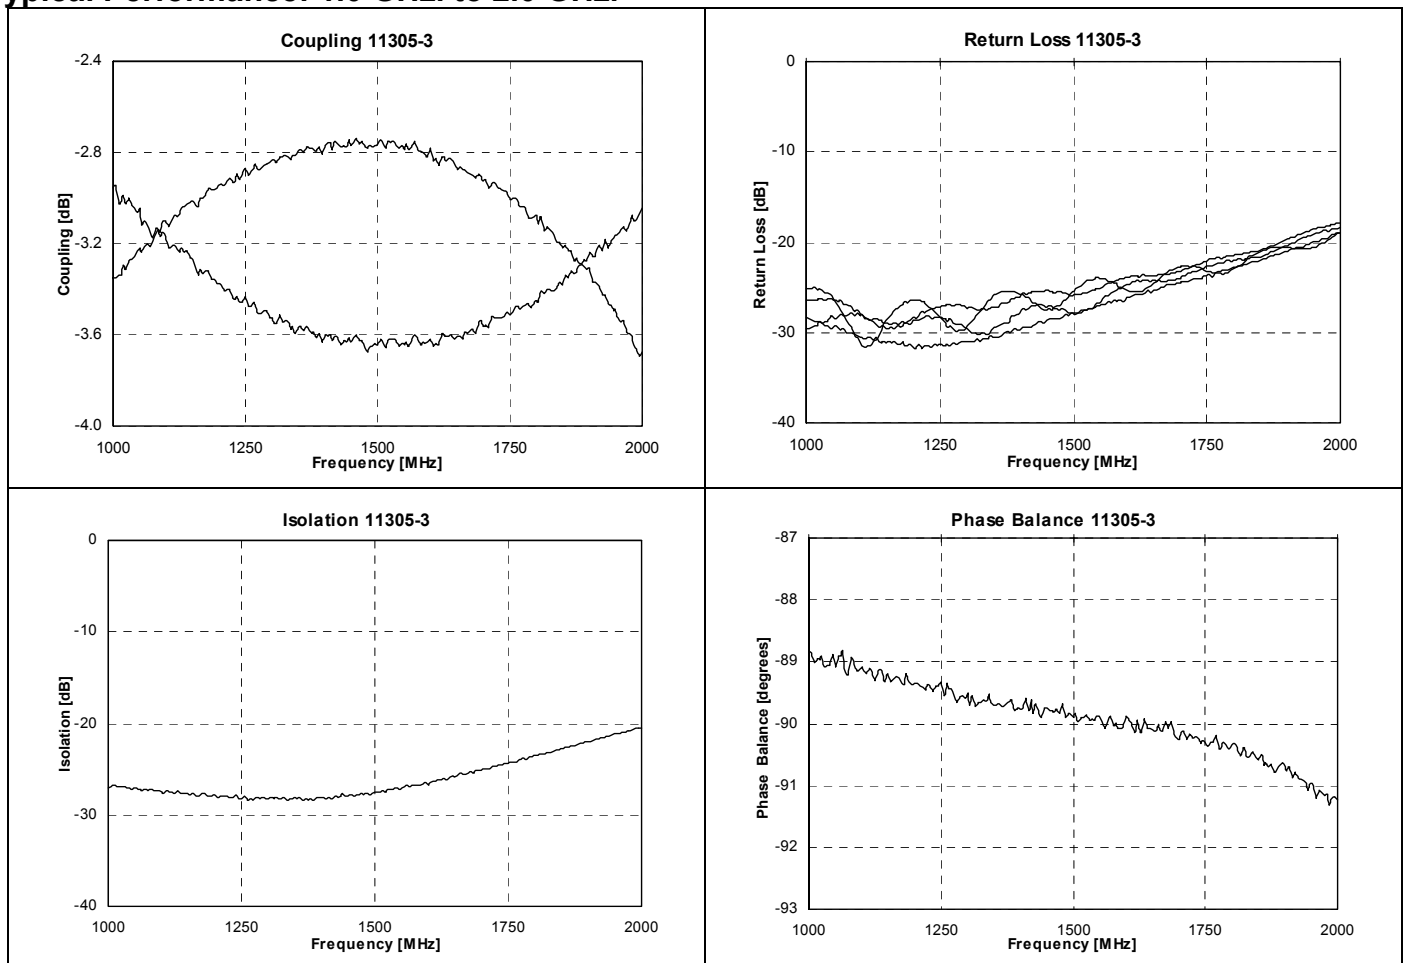 Coupling 11305-3
-2.4
-2.8
-3.2
-3.6
-4.0
Coupling [dB]
1000 1250 1500 1750 2000
Frequency [MHz]
Return Loss 11305-3
0
-10
-20
-30
-40
Return Loss [dB]
1000 1250 1500 1750 2000
Frequency [MHz]
Isolation 11305-3
0
-10
-20
-30
-40
Isolation [dB]
1000 1250 1500 1750 2000
Frequency [MHz]
Phase Balance 11305-3
-87
-88
-89
-90
-91
-92
-93
Phase Balance [degrees]
1000 1250 1500 1750 2000
Frequency [MHz]